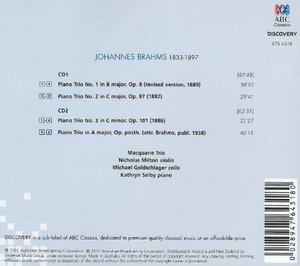 ABC
Classics
DISCOVERY
476 4318
JOHANNES BRAHMS 1833-1897
CD1 [67'49]
Piano Trio No. 1 in B major, Op. 8 (revised version, 1889) 38'10
Piano Trio No. 2 in C major, Op. 87 (1882) 29'41
CD2 [62'37]
Piano Trio No. 3 in C minor, Op. 101 (1886) 22'27
Piano Trio in A major, Op. posth. (attr. Brahms, publ. 1938) 40'14
Macquarie Trio
Nicholas Milton violin
Michael Goldschlager cello
Kathryn Selby piano
DISCOVERY is a sub-label of ABC Classics, dedicated to premium quality classical music at an affordable price.
0 028947 643180